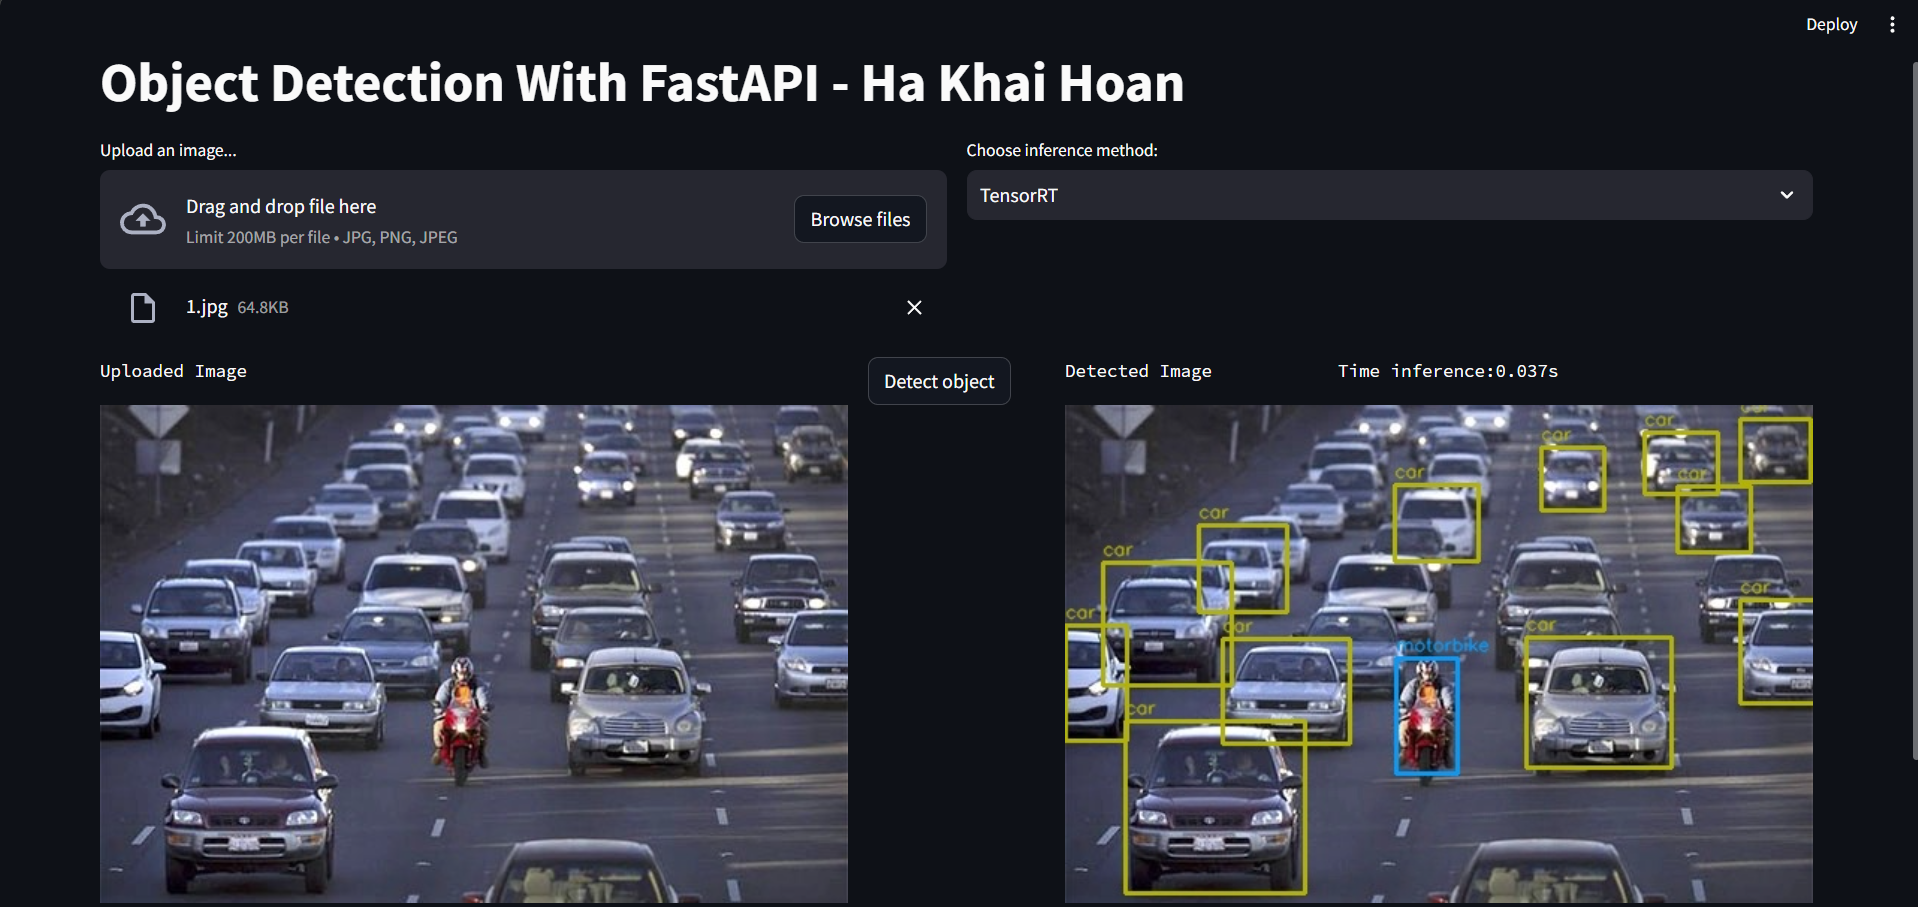 Deploy
Object Detection With FastAPI - Ha Khai Hoan
Upload an image...
Choose inference method:
Drag and drop file here
Limit 200MB per file • JPG, PNG, JPEG
Browse files
TensorRT
1.jpg 64.8KB
Uploaded Image
Detect object
Detected Image
Time inference:0.037s
car
car
car
car
car
car
car
car
car
car
motorbike
car
car